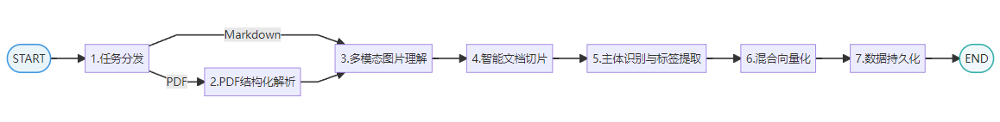 START
1.任务分发
Markdown
PDF
2.PDF结构化解析
3.多模态图片理解
4.智能文档切片
5.主体识别与标签提取
6.混合向量化
7.数据持久化
END